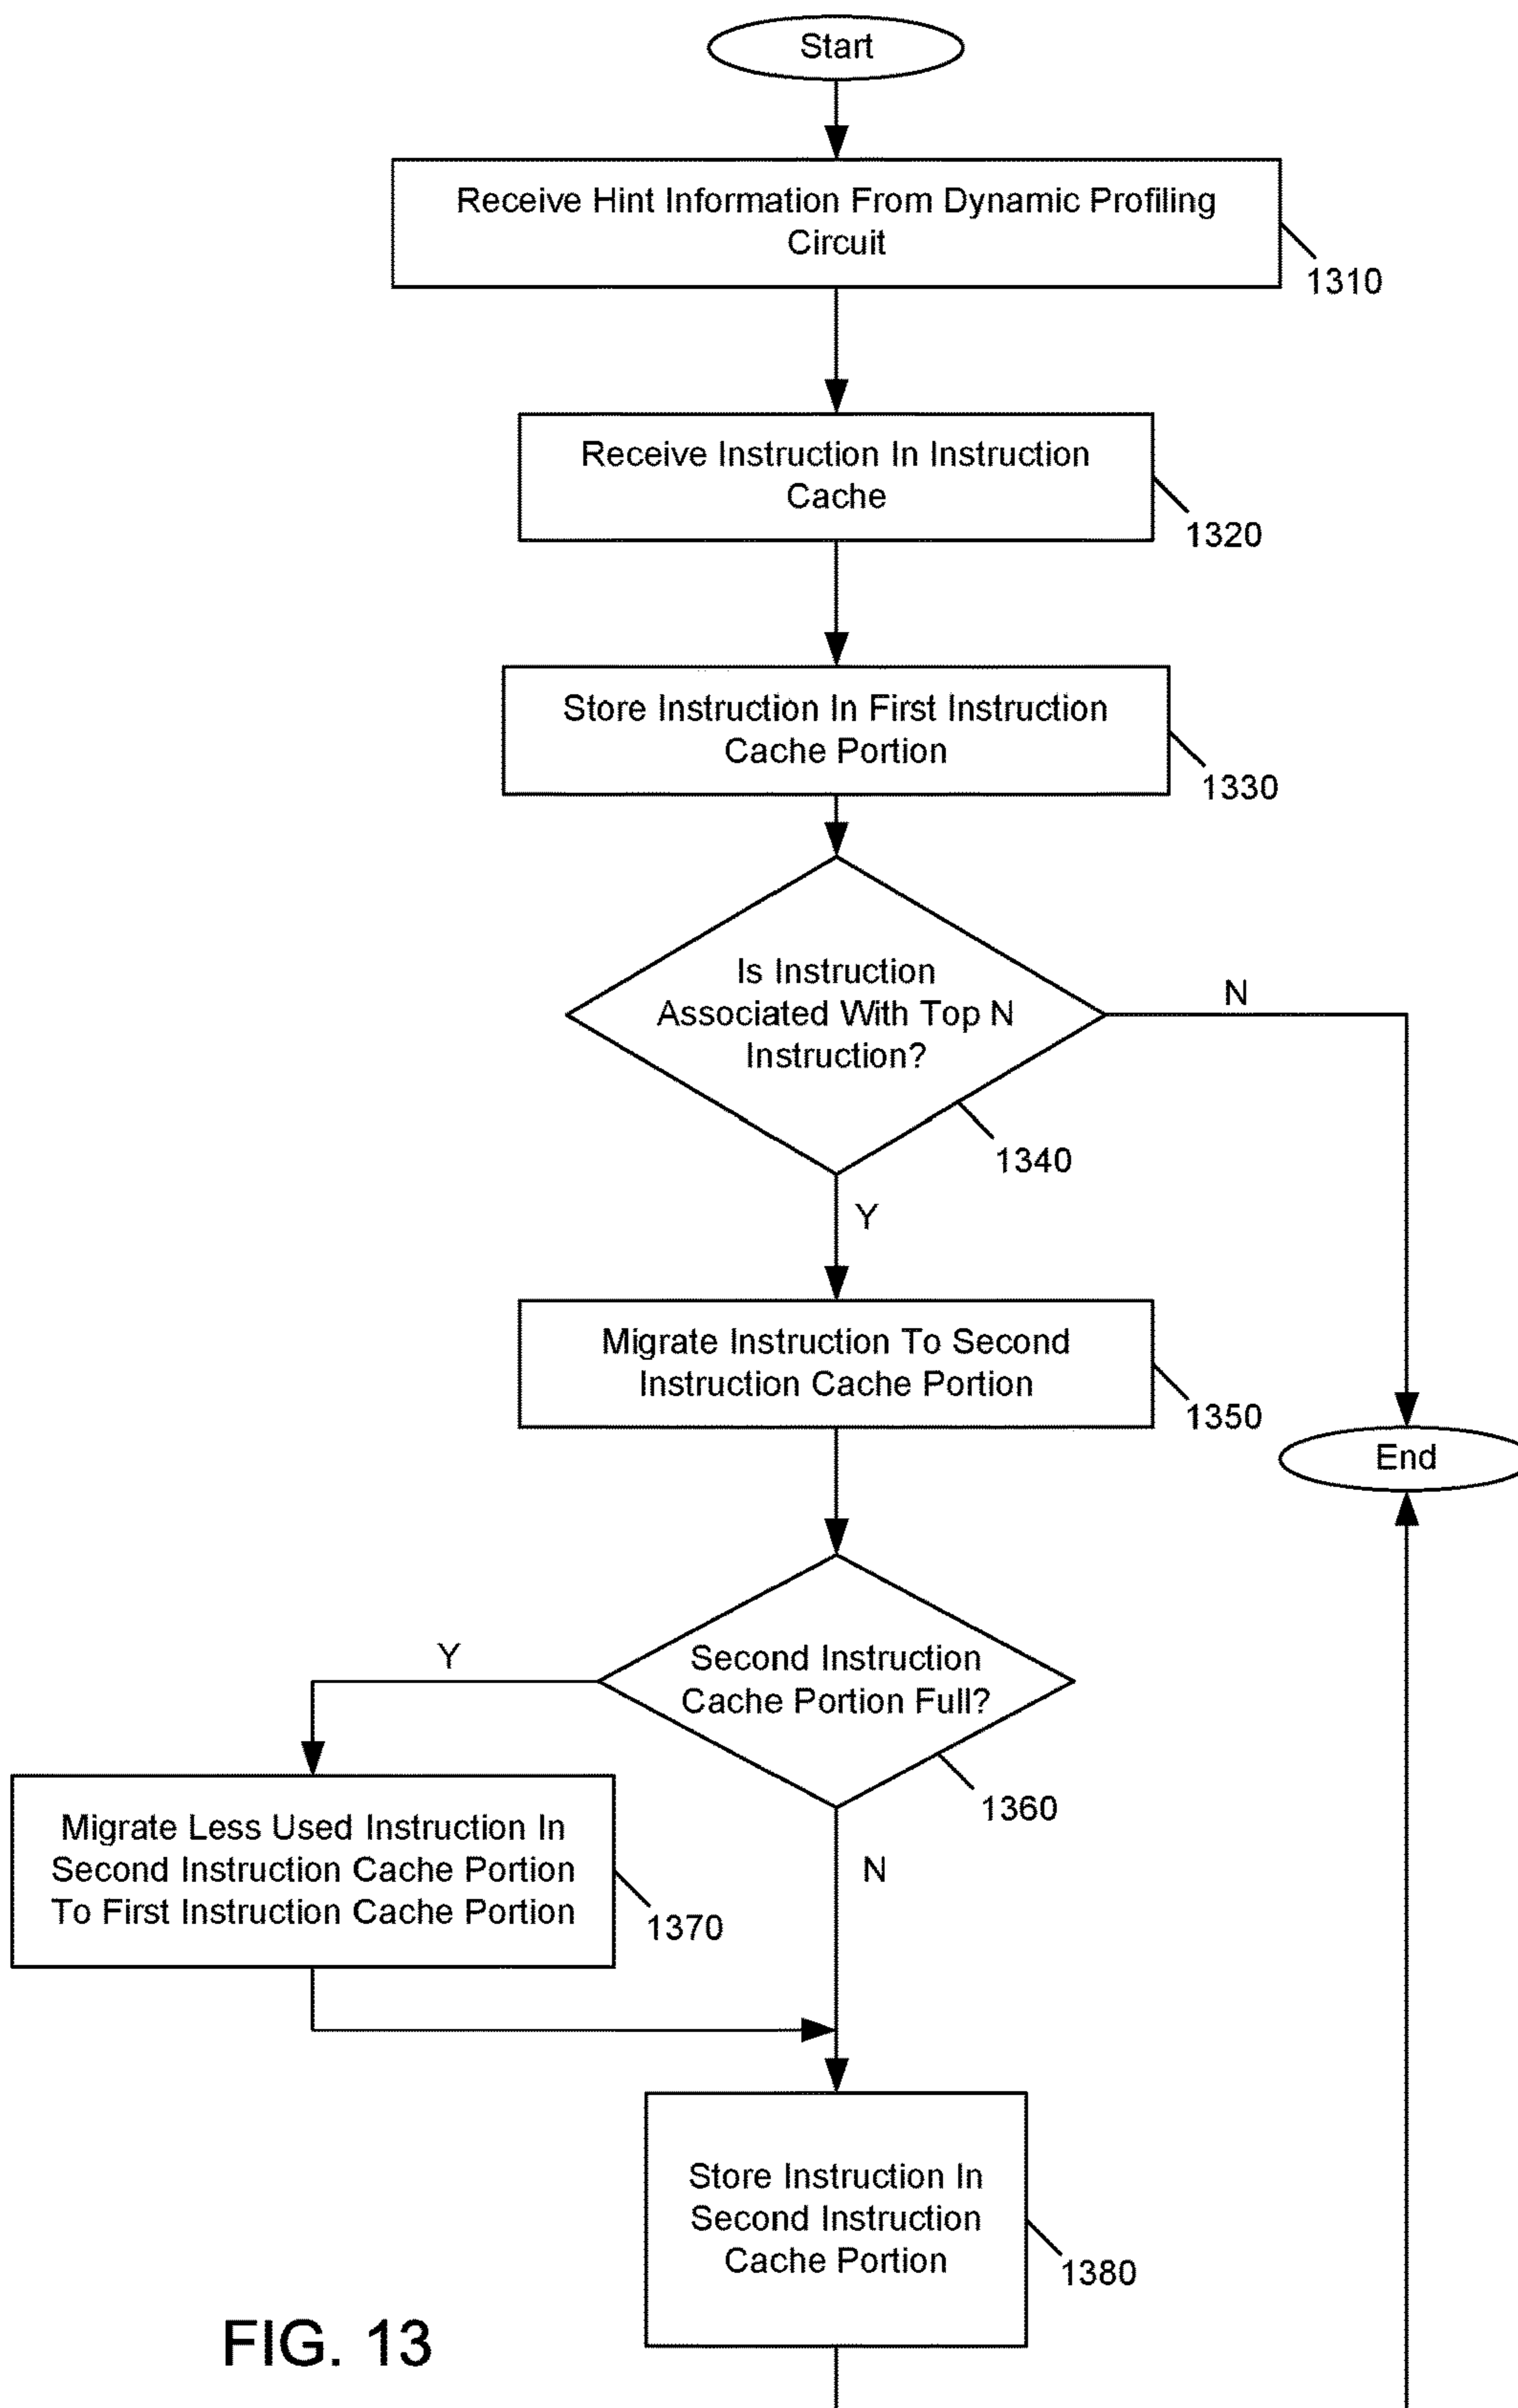 Start
Receive Hint Information From Dynamic Profiling
Circuit
1310
Receive Instruction In Instruction
Cache
1320
Store Instruction In First Instruction
Cache Portion
1330
Is Instruction
Associated With Top N
Instruction?
N
1340
Y
Migrate Instruction To Second
Instruction Cache Portion
1350
End
Second Instruction
Cache Portion Full?
Y
1360
N
Migrate Less Used Instruction In
Second Instruction Cache Portion
To First Instruction Cache Portion
1370
Store Instruction In
Second Instruction
Cache Portion
1380
FIG. 13